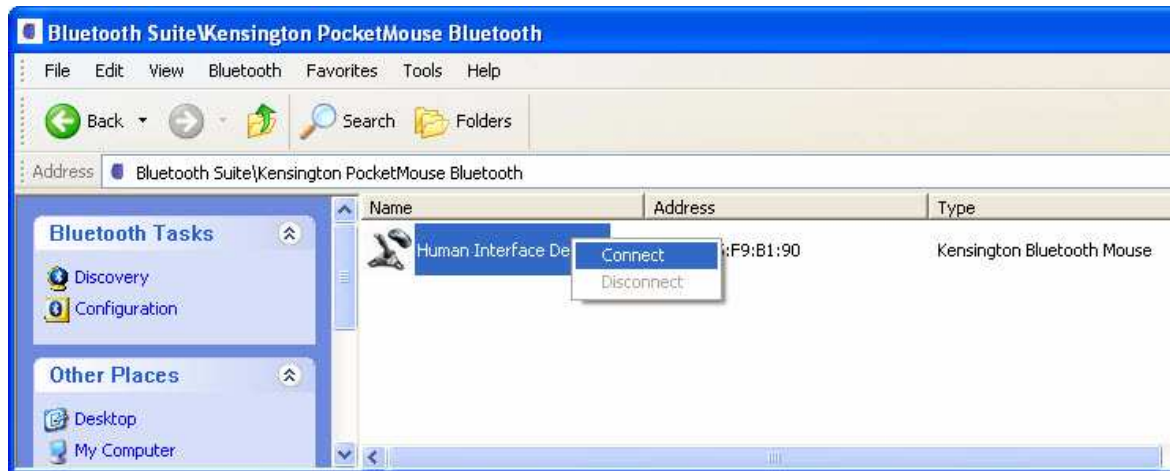 Bluetooth Suite\Kensington PocketMouse Bluetooth
File Edit View Bluetooth Favorites Tools Help
Back Search Folders
Address Bluetooth Suite\Kensington PocketMouse Bluetooth
Name Address Type
Bluetooth Tasks
Human Interface De :F9:B1:90 Kensington Bluetooth Mouse
Connect
Disconnect
Discovery
Configuration
Other Places
Desktop
My Computer